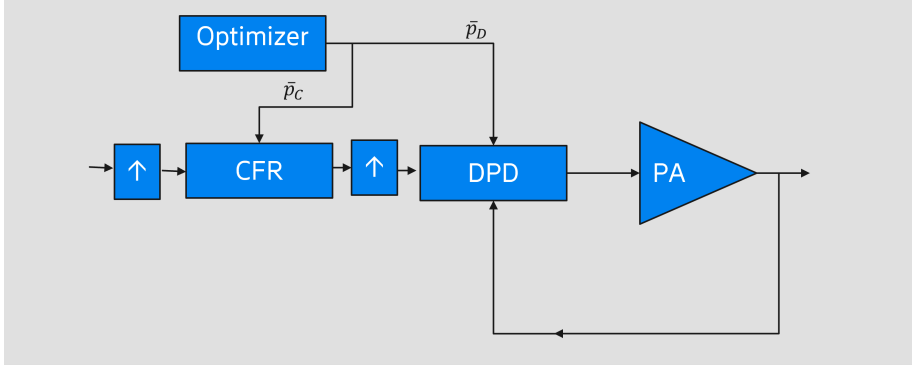 Optimizer
p̄_D
p̄_C
↑
CFR
↑
DPD
PA